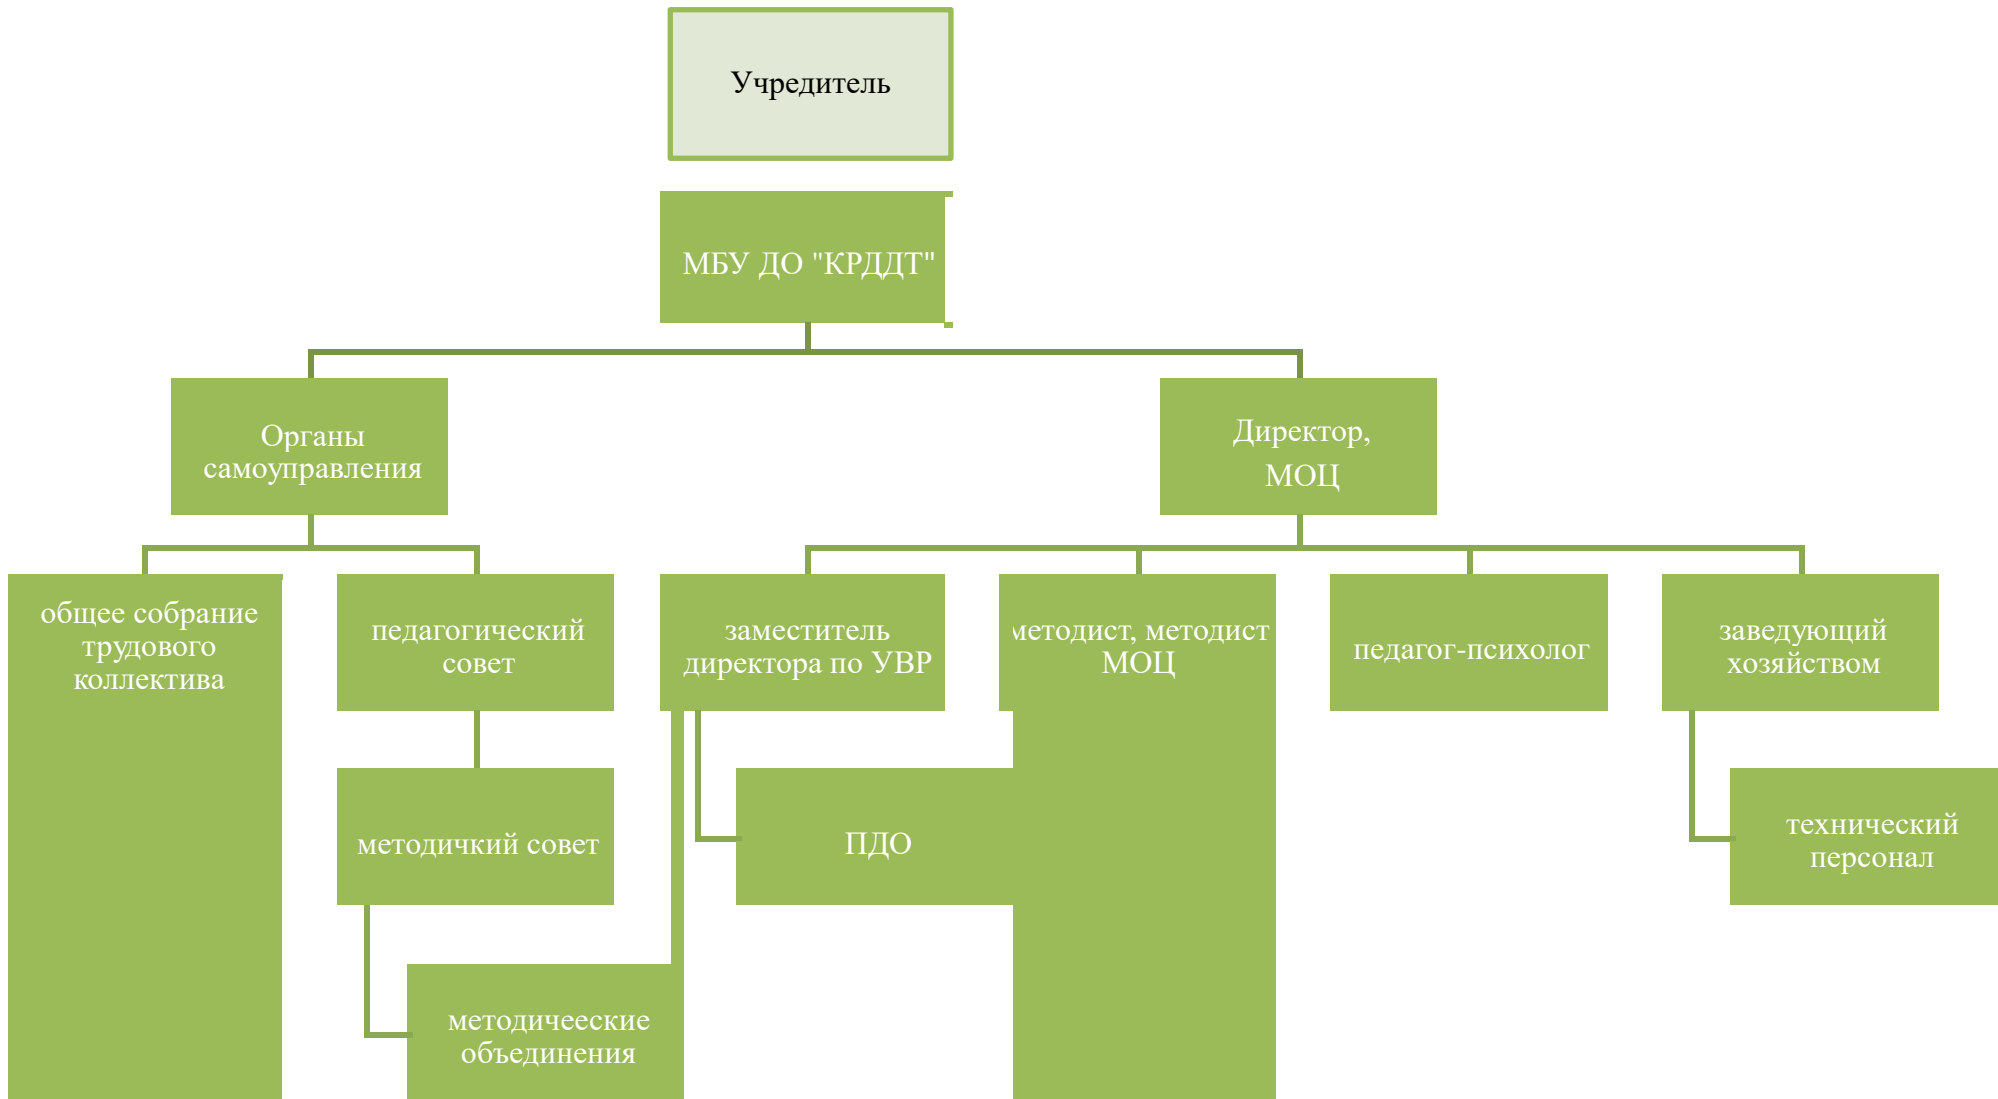 Учредитель
МБУ ДО "КРДДТ"
Органы
самоуправления
Директор,
МОЦ
общее собрание
трудового
коллектива
педагогический
совет
заместитель
директора по УВР
методист, методист
МОЦ
педагог-психолог
заведующий
хозяйством
методичкий совет
ПДО
технический
персонал
методичееские
объединения